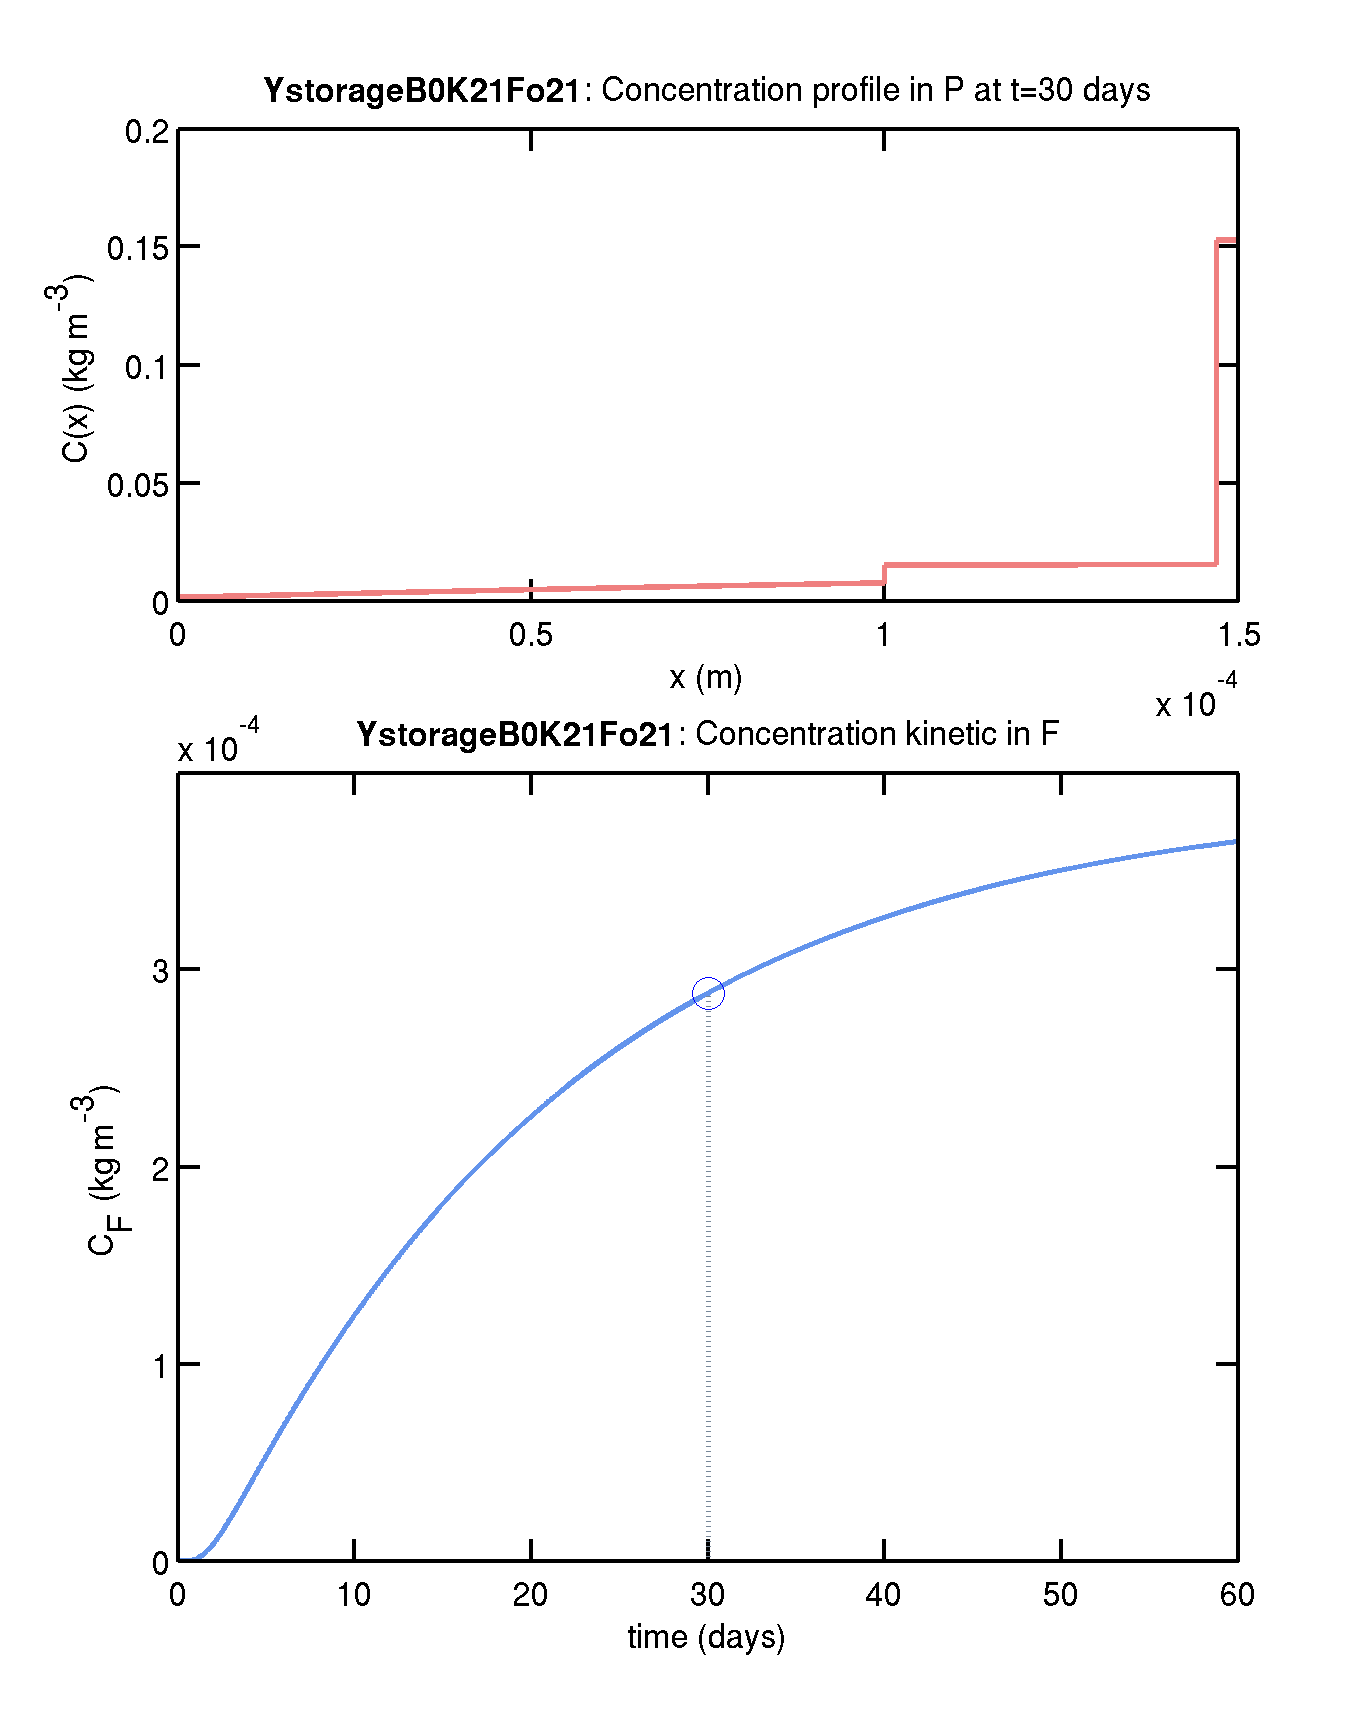 YstorageB0K21Fo21: Concentration profile in P at t=30 days
0.2
0.15
0.1
0.05
0
C(x) (kg m-3)
0 0.5 1 1.5
x (m)
x 10-4
x 10-4
YstorageB0K21Fo21: Concentration kinetic in F
3
2
1
0
CF (kg m-3)
0 10 20 30 40 50 60
time (days)